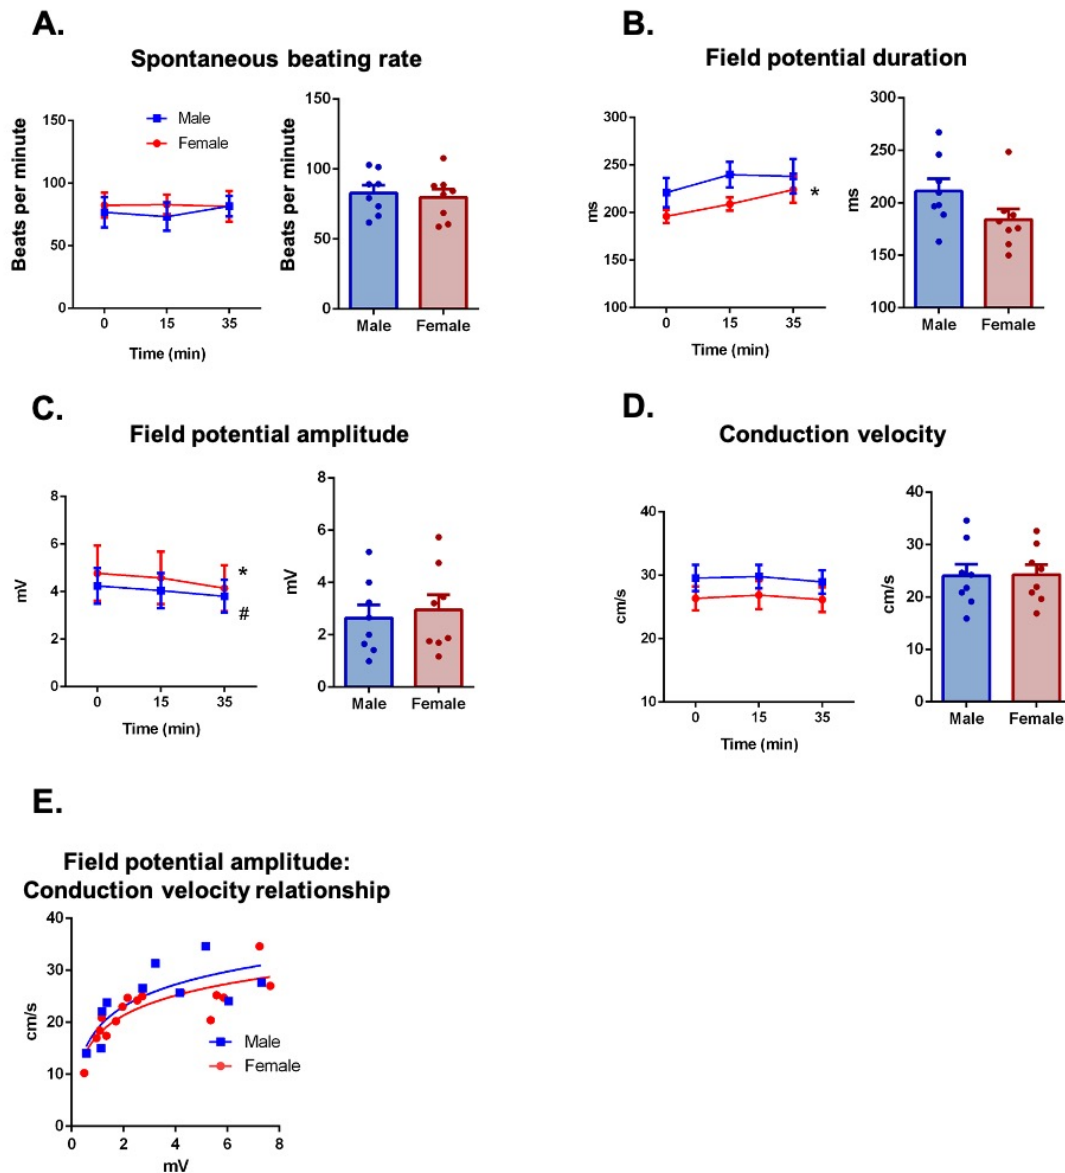 A.
Spontaneous beating rate
Beats per minute
150
100
50
0
Male
Female
0 15 35
Time (min)
Beats per minute
150
100
50
0
Male Female
B.
Field potential duration
ms
300
250
200
150
100
*
0 15 35
Time (min)
ms
250
200
150
100
Male Female
C.
Field potential amplitude
mV
8
6
4
2
0
*
#
0 15 35
Time (min)
mV
8
6
4
2
0
Male Female
D.
Conduction velocity
cm/s
40
30
20
10
0 15 35
Time (min)
cm/s
40
30
20
10
0
Male Female
E.
Field potential amplitude:
Conduction velocity relationship
cm/s
40
30
20
10
0
Male
Female
0 2 4 6 8
mV